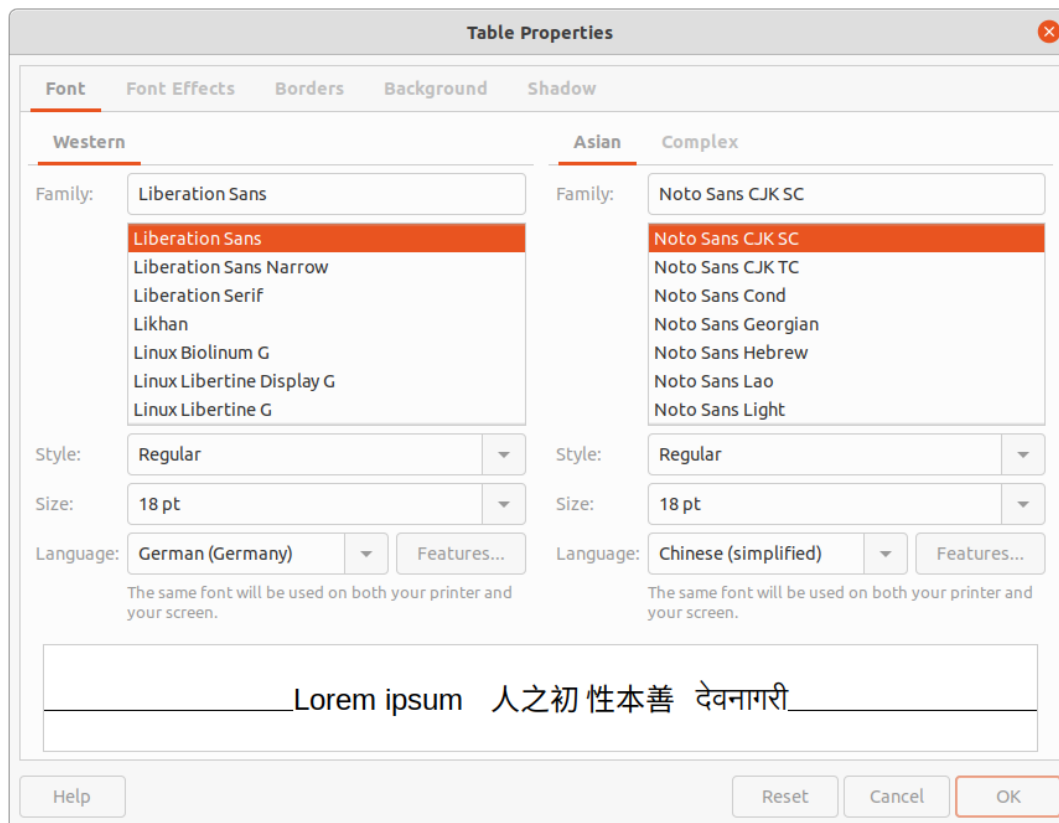 Table Properties
Font Font Effects Borders Background Shadow
Western
Family: Liberation Sans
Liberation Sans
Liberation Sans Narrow
Liberation Serif
Likhan
Linux Biolinum G
Linux Libertine Display G
Linux Libertine G
Style: Regular
Size: 18 pt
Language: German (Germany) Features...
The same font will be used on both your printer and
your screen.
Asian Complex
Family: Noto Sans CJK SC
Noto Sans CJK SC
Noto Sans CJK TC
Noto Sans Cond
Noto Sans Georgian
Noto Sans Hebrew
Noto Sans Lao
Noto Sans Light
Style: Regular
Size: 18 pt
Language: Chinese (simplified) Features...
The same font will be used on both your printer and
your screen.
Lorem ipsum 人之初 性本善 देवनागरी
Help Reset Cancel OK